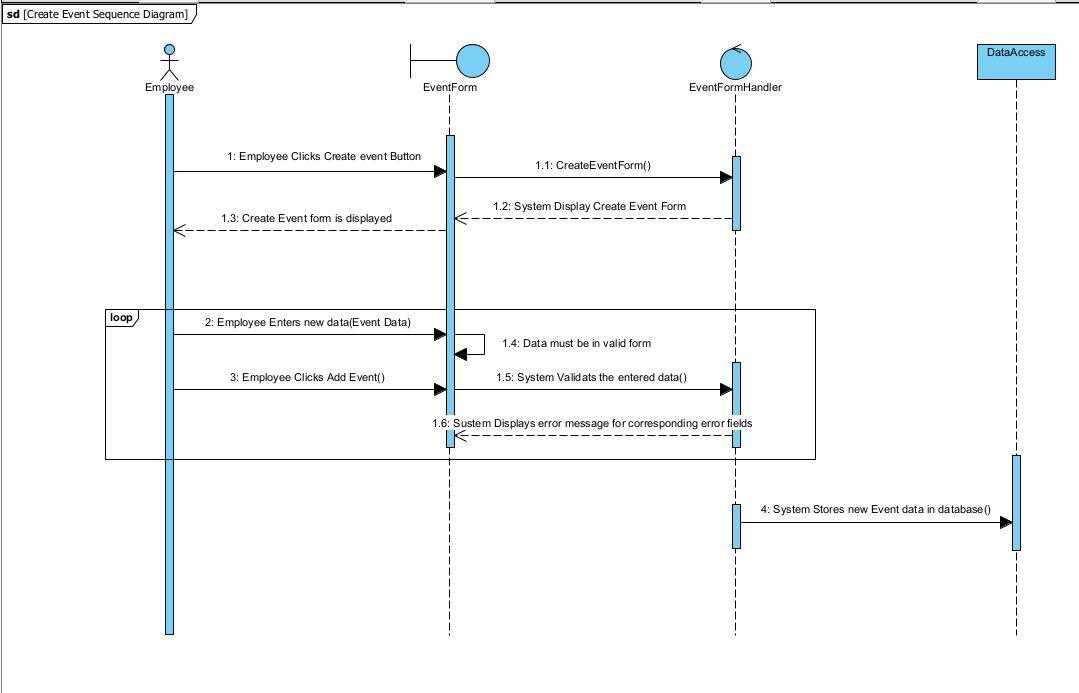 sd [Create Event Sequence Diagram]
Employee
EventForm
EventFormHandler
DataAccess
1: Employee Clicks Create event Button
1.1: CreateEventForm()
1.2: System Display Create Event Form
1.3: Create Event form is displayed
loop
2: Employee Enters new data(Event Data)
1.4: Data must be in valid form
3: Employee Clicks Add Event()
1.5: System Validats the entered data()
1.6: Sustem Displays error message for corresponding error fields
4: System Stores new Event data in database()